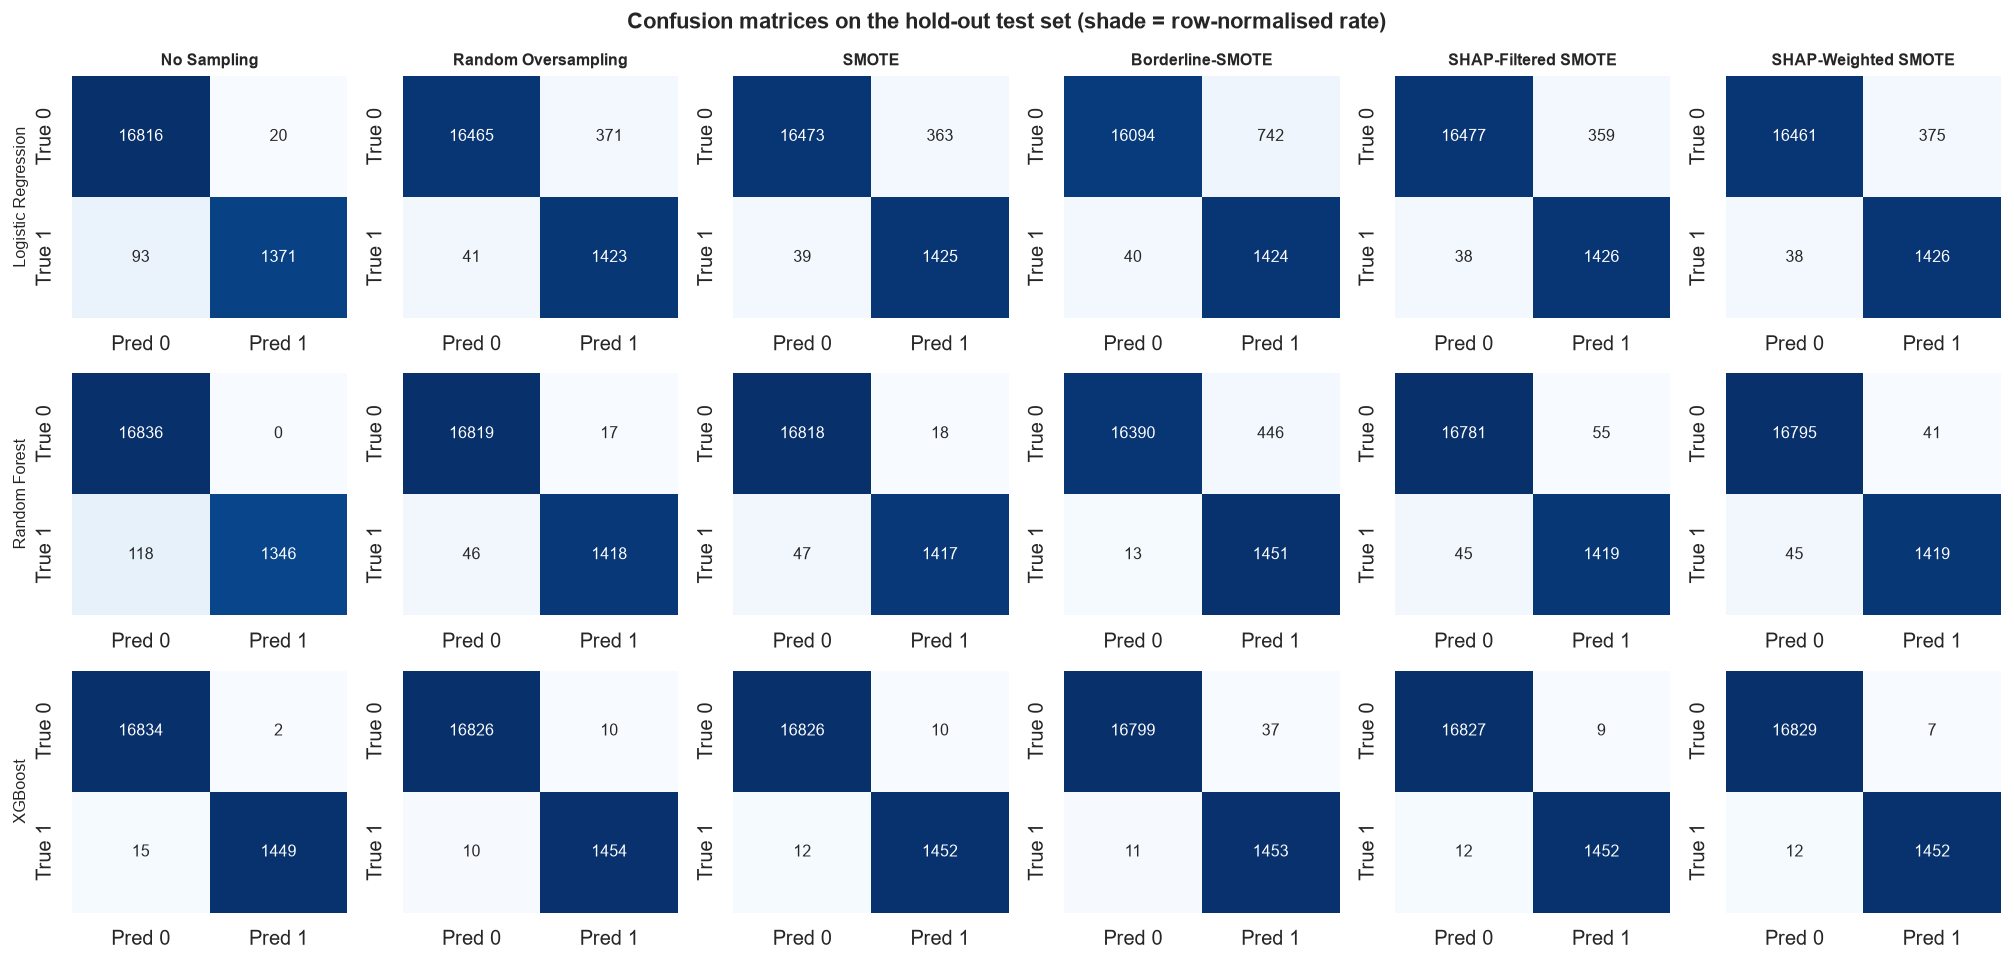 Confusion matrices on the hold-out test set (shade = row-normalised rate)
No Sampling
Random Oversampling
SMOTE
Borderline-SMOTE
SHAP-Filtered SMOTE
SHAP-Weighted SMOTE
Logistic Regression
True 0
16816 20
True 1
93 1371
Pred 0 Pred 1
True 0
16465 371
True 1
41 1423
Pred 0 Pred 1
True 0
16473 363
True 1
39 1425
Pred 0 Pred 1
True 0
16094 742
True 1
40 1424
Pred 0 Pred 1
True 0
16477 359
True 1
38 1426
Pred 0 Pred 1
True 0
16461 375
True 1
38 1426
Pred 0 Pred 1
Random Forest
True 0
16836 0
True 1
118 1346
Pred 0 Pred 1
True 0
16819 17
True 1
46 1418
Pred 0 Pred 1
True 0
16818 18
True 1
47 1417
Pred 0 Pred 1
True 0
16390 446
True 1
13 1451
Pred 0 Pred 1
True 0
16781 55
True 1
45 1419
Pred 0 Pred 1
True 0
16795 41
True 1
45 1419
Pred 0 Pred 1
XGBoost
True 0
16834 2
True 1
15 1449
Pred 0 Pred 1
True 0
16826 10
True 1
10 1454
Pred 0 Pred 1
True 0
16826 10
True 1
12 1452
Pred 0 Pred 1
True 0
16799 37
True 1
11 1453
Pred 0 Pred 1
True 0
16827 9
True 1
12 1452
Pred 0 Pred 1
True 0
16829 7
True 1
12 1452
Pred 0 Pred 1